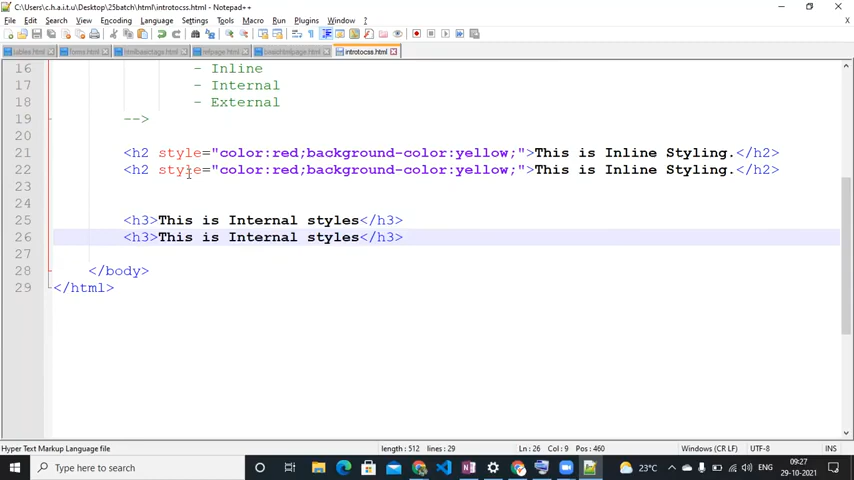 C:\Users\c.h.a.i.t.u\Desktop\25batch\html\introtocss.html - Notepad++
File Edit Search View Encoding Language Settings Tools Macro Run Plugins Window ? X
tables.html forms.html introtocss.html
16 - Inline
17 - Internal
18 - External
19 -->
20
21 <h2 style="color:red;background-color:yellow;">This is Inline Styling.</h2>
22 <h2 style="color:red;background-color:yellow;">This is Inline Styling.</h2>
23
24
25 <h3>This is Internal styles</h3>
26 <h3>This is Internal styles</h3>
27
28 </body>
29 </html>
Hyper Text Markup Language file length : 512 lines : 29 Ln : 26 Col : 9 Pos : 460 Windows (CR LF) UTF-8 INS
Type here to search 23°C ENG 09:27
29-10-2021